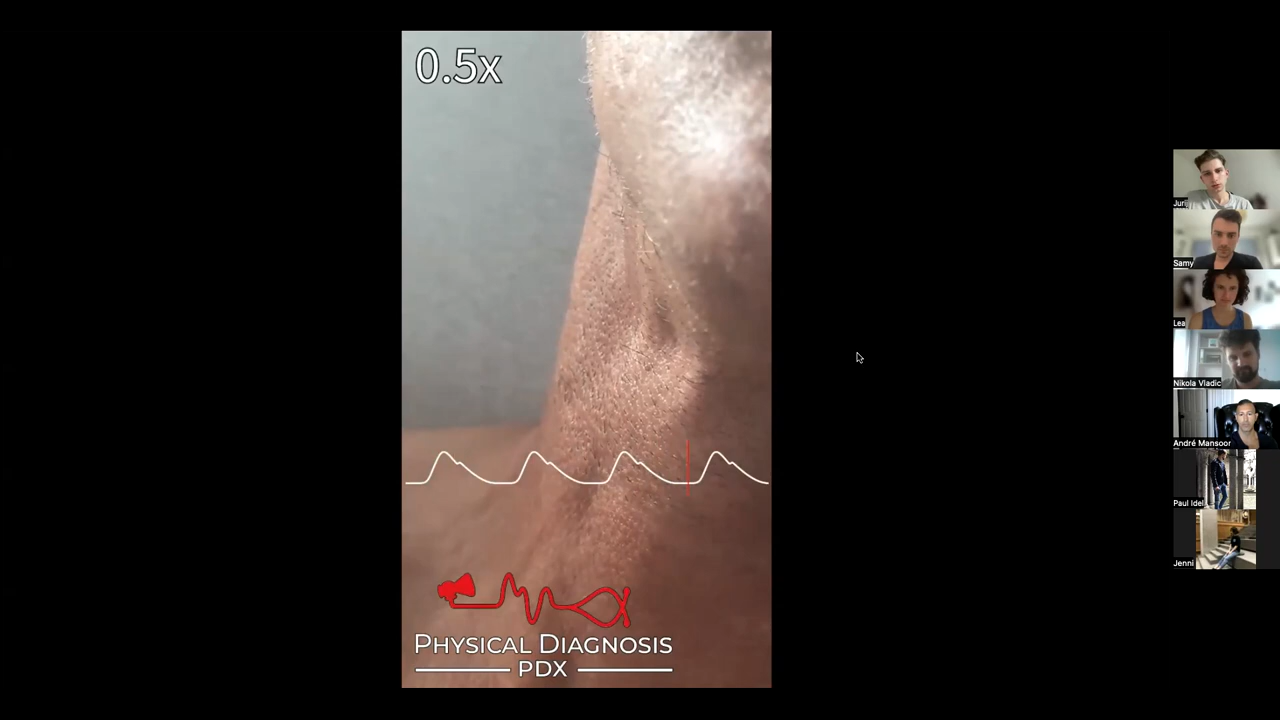 0.5x
PHYSICAL DIAGNOSIS
PDX
Jurij
Samy
Lea
Nikola Vladic
André Mansoor
Paul Idel
Jenni